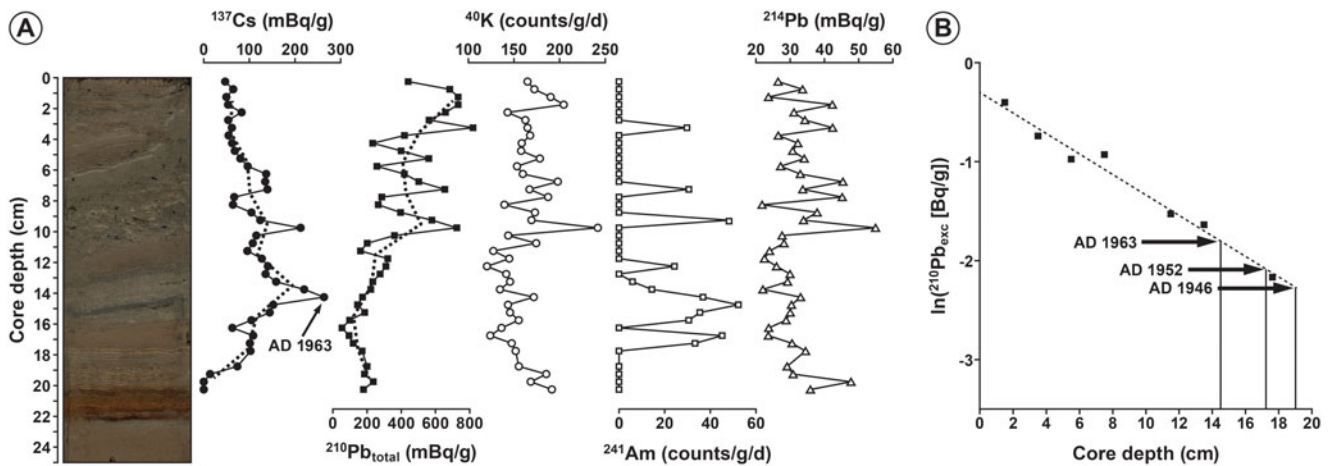 A
¹³⁷Cs (mBq/g)
0 100 200 300
⁴⁰K (counts/g/d)
100 150 200 250
²¹⁴Pb (mBq/g)
20 30 40 50 60
Core depth (cm)
0
2
4
6
8
10
12
14
16
18
20
22
24
AD 1963
0 200 400 600 800
²¹⁰Pbtotal (mBq/g)
0 20 40 60
²⁴¹Am (counts/g/d)
B
ln(²¹⁰Pbexc [Bq/g])
-0
-1
-2
-3
AD 1963
AD 1952
AD 1946
0 2 4 6 8 10 12 14 16 18 20
Core depth (cm)